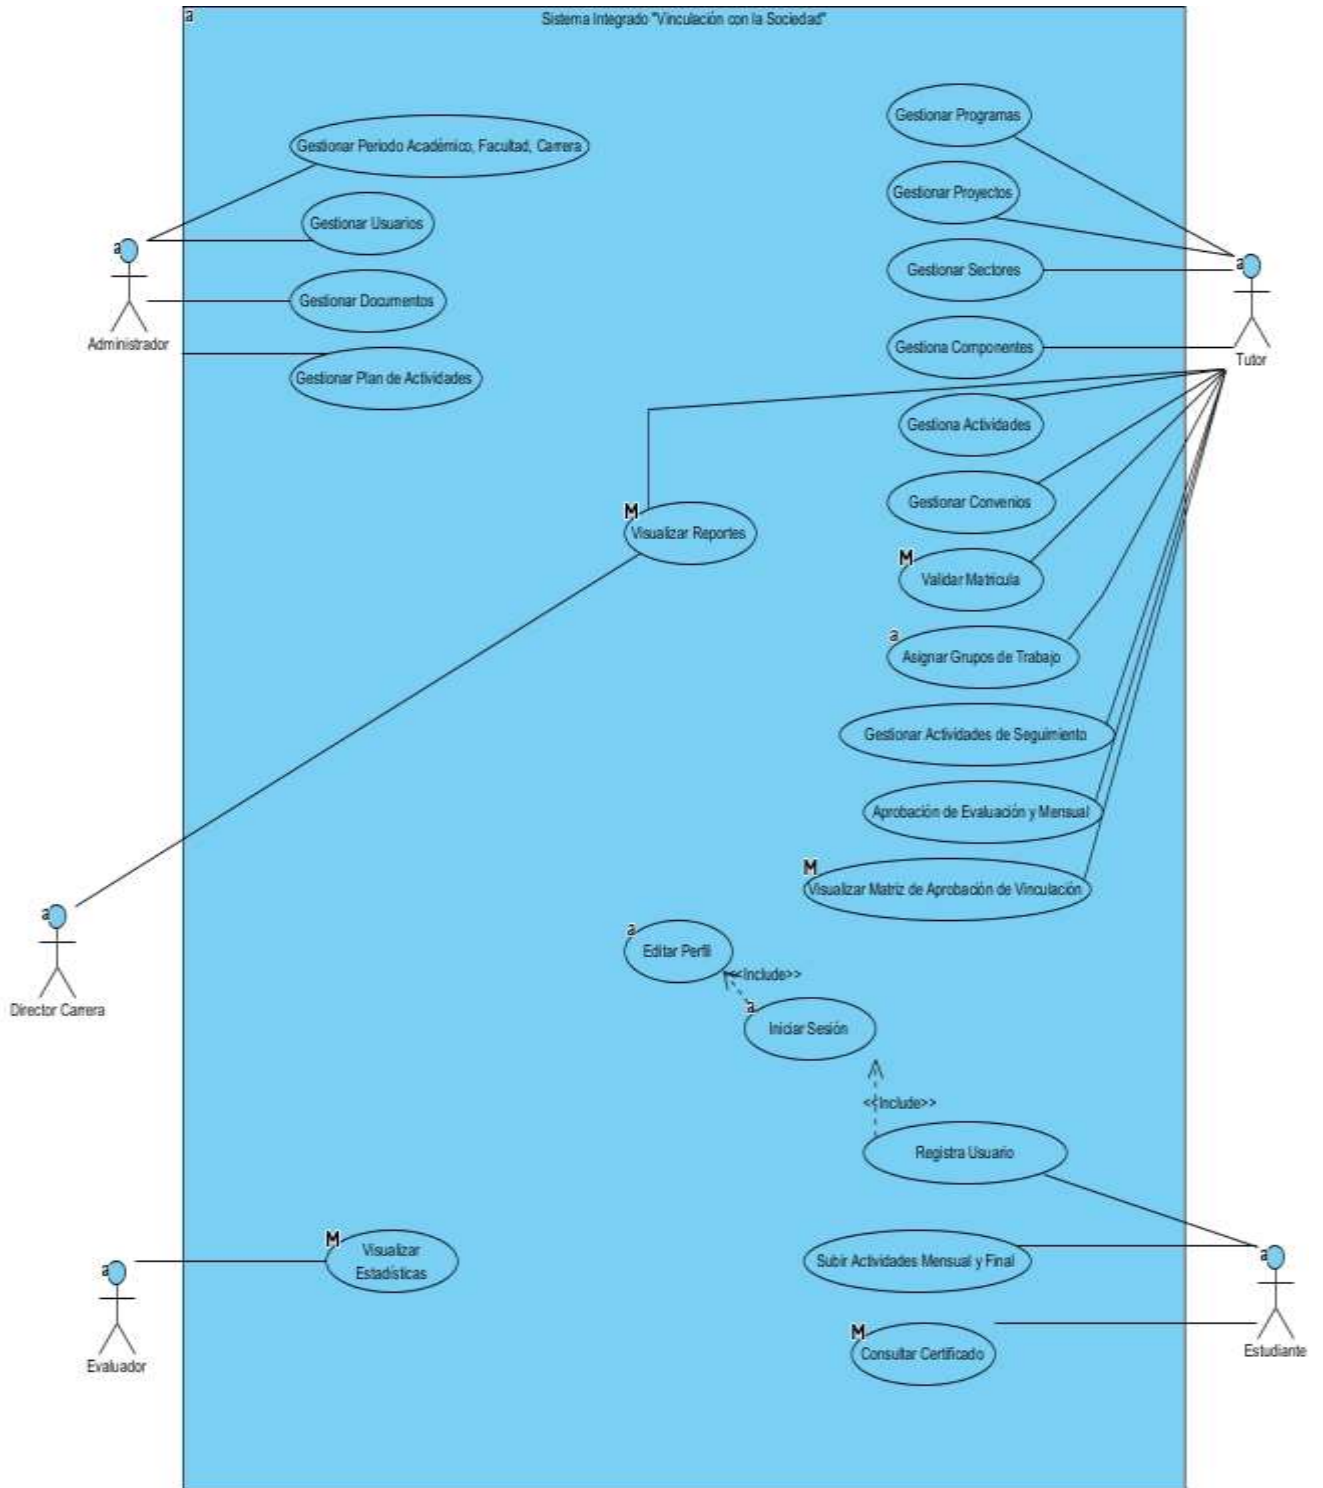 a
Sistema Integrado "Vinculación con la Sociedad"
Gestionar Programas
Gestionar Periodo Académico, Facultad, Carrera
Gestionar Proyectos
Gestionar Usuarios
a
a
Gestionar Sectores
Gestionar Documentos
Administrador
Gestiona Componentes
Tutor
Gestionar Plan de Actividades
Gestiona Actividades
Gestionar Convenios
M
Visualizar Reportes
M
Validar Matricula
a
Asignar Grupos de Trabajo
Gestionar Actividades de Seguimiento
Aprobación de Evaluación y Mensual
M
Visualizar Matriz de Aprobación de Vinculación
a
Director Carrera
a
Editar Perfil
<<Include>>
a
Iniciar Sesión
<<Include>>
Registra Usuario
M
Visualizar
Estadísticas
a
Evaluador
Subir Actividades Mensual y Final
a
Estudiante
M
Consultar Certificado